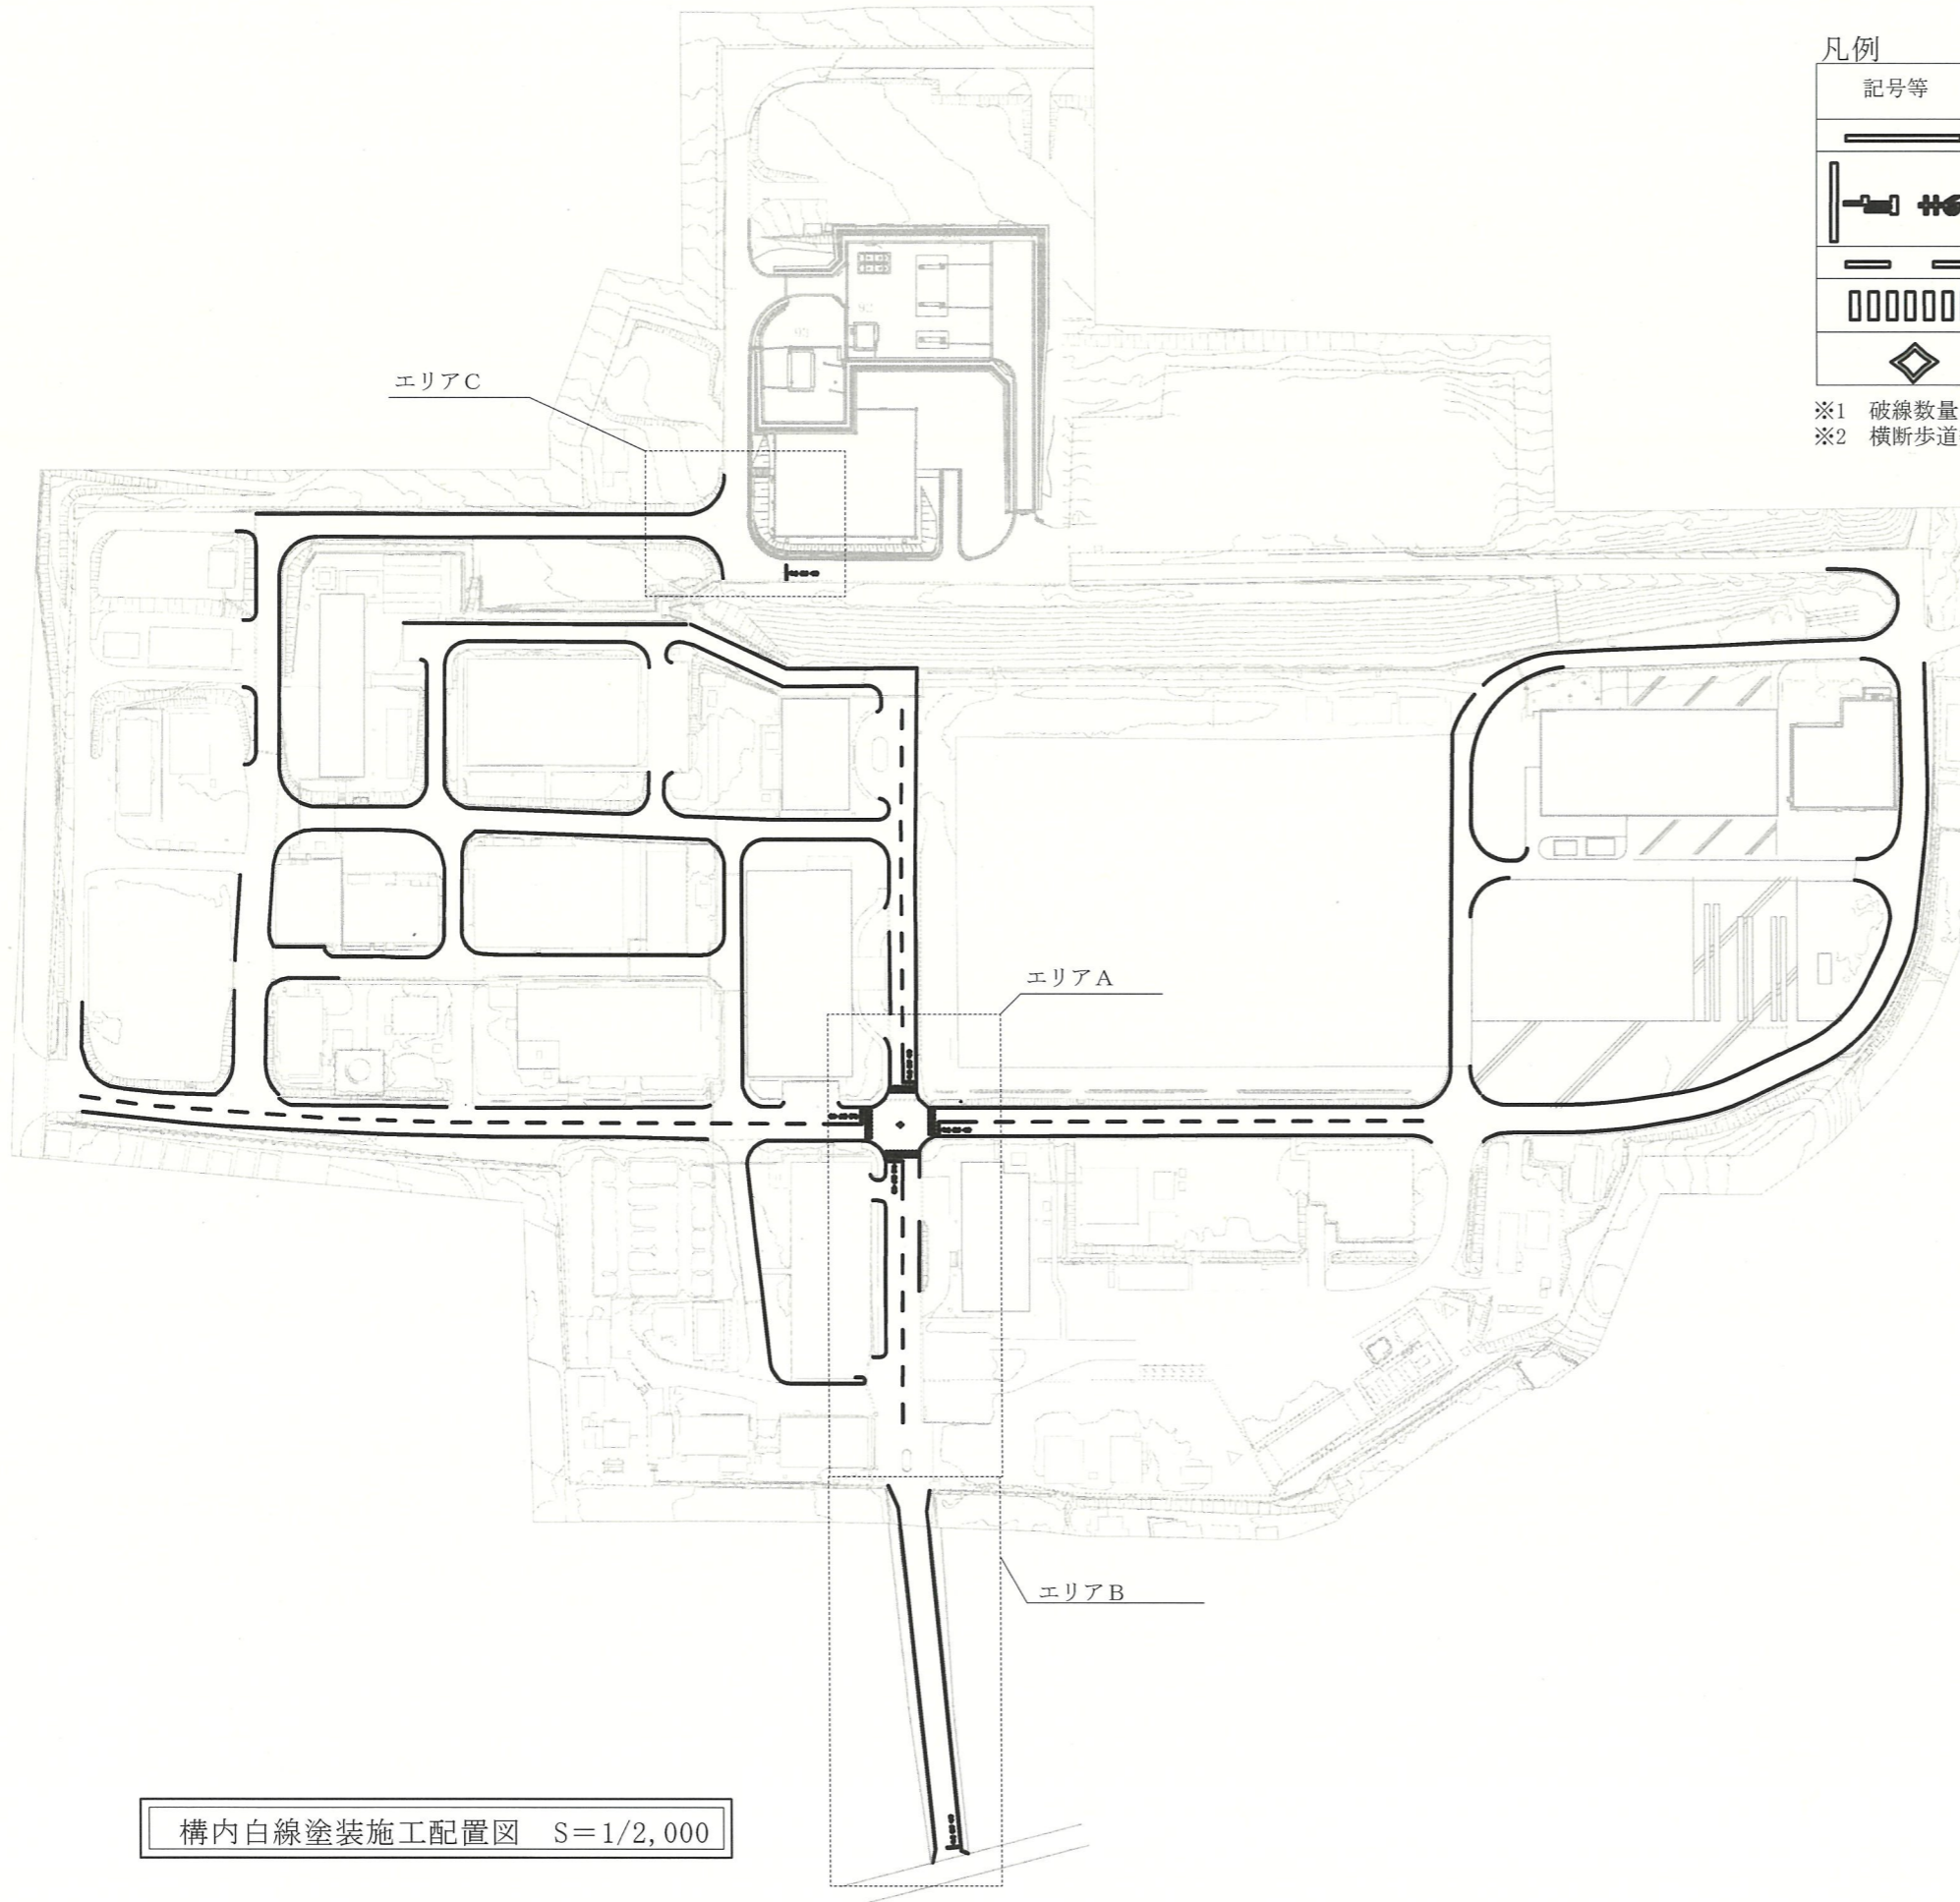 凡例
記号等
※1 破線数量
※2 横断歩道
エリアC
エリアA
エリアB
構内白線塗装施工配置図 S=1/2,000